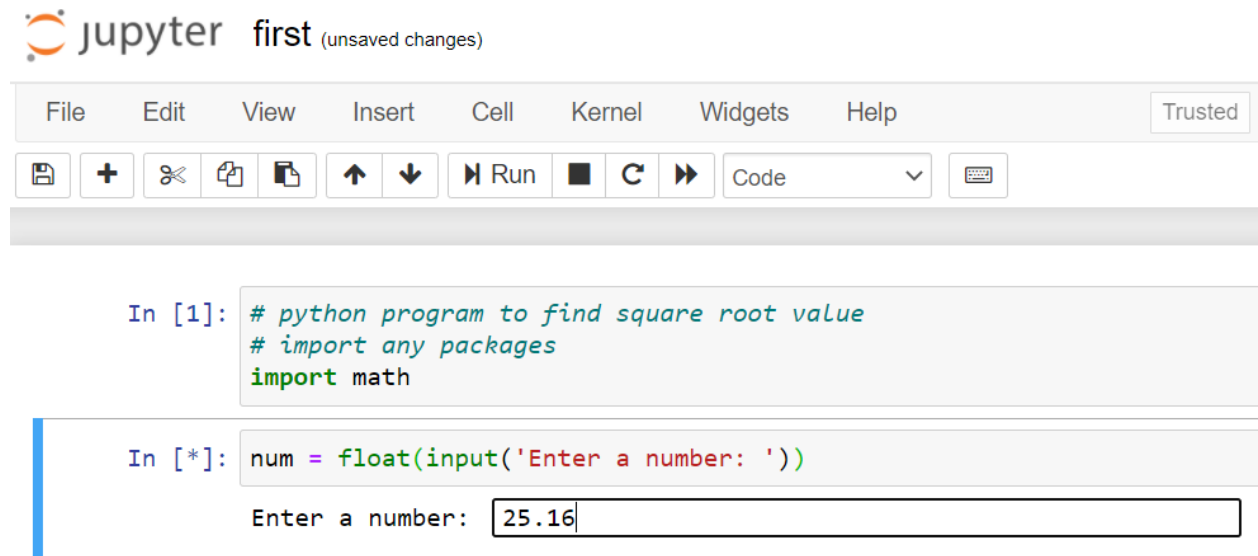 jupyter first (unsaved changes)
File Edit View Insert Cell Kernel Widgets Help Trusted
Run Code
In [1]: # python program to find square root value
# import any packages
import math
In [*]: num = float(input('Enter a number: '))
Enter a number: 25.16